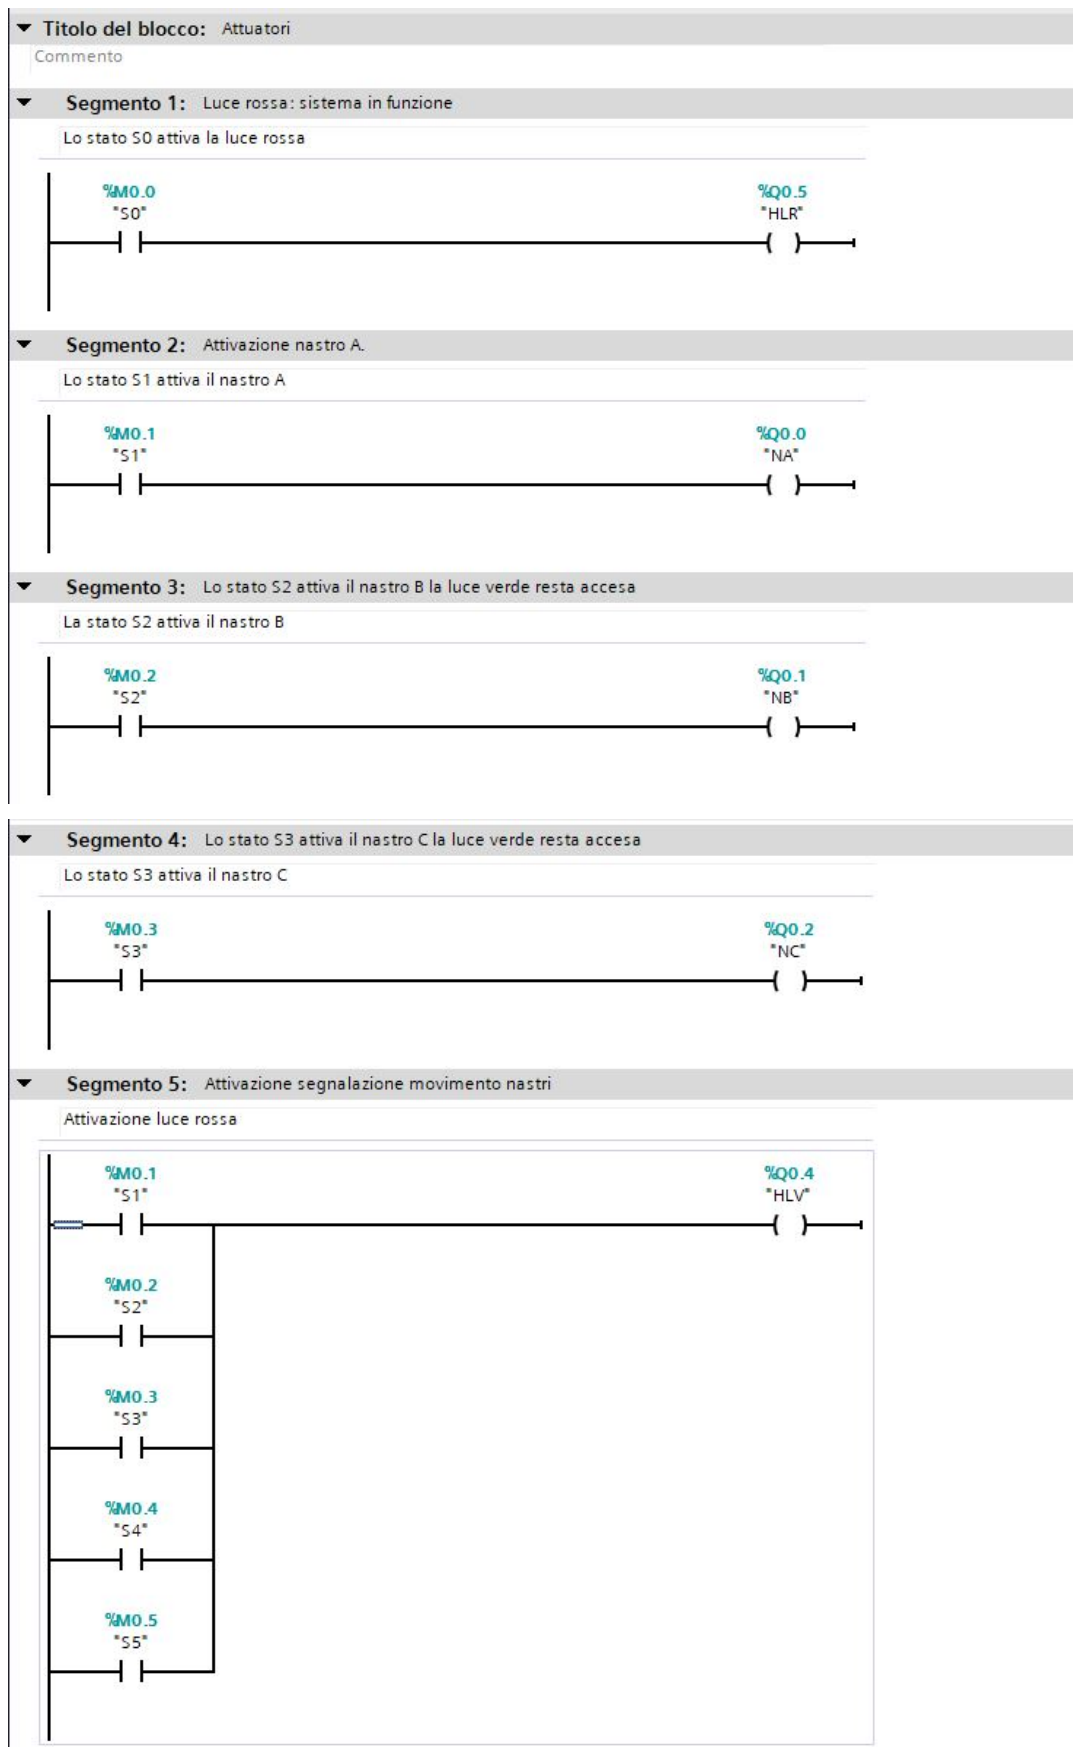 Titolo del blocco: Attuatori
Commento
Segmento 1: Luce rossa: sistema in funzione
Lo stato S0 attiva la luce rossa
%M0.0 %Q0.5
"S0" "HLR"
Segmento 2: Attivazione nastro A.
Lo stato S1 attiva il nastro A
%M0.1 %Q0.0
"S1" "NA"
Segmento 3: Lo stato S2 attiva il nastro B la luce verde resta accesa
La stato S2 attiva il nastro B
%M0.2 %Q0.1
"S2" "NB"
Segmento 4: Lo stato S3 attiva il nastro C la luce verde resta accesa
Lo stato S3 attiva il nastro C
%M0.3 %Q0.2
"S3" "NC"
Segmento 5: Attivazione segnalazione movimento nastri
Attivazione luce rossa
%M0.1 %Q0.4
"S1" "HLV"
%M0.2
"S2"
%M0.3
"S3"
%M0.4
"S4"
%M0.5
"S5"